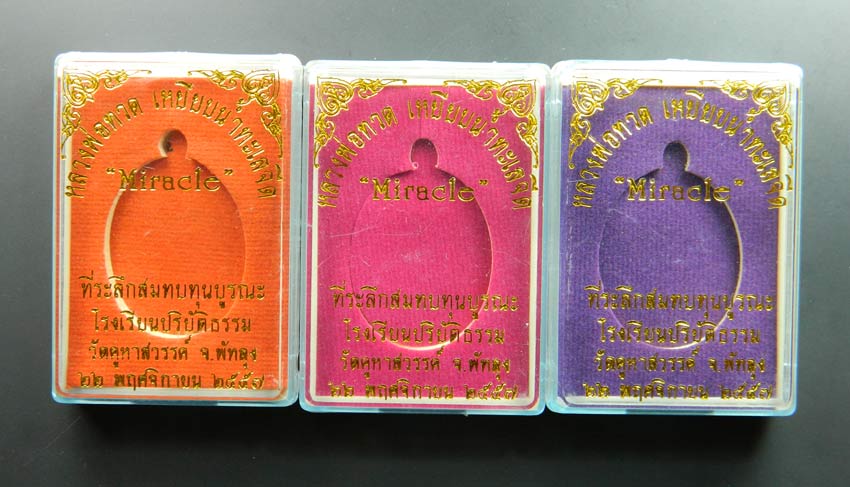 หลวงพ่อทวด เหยียบน้ำทะเลจืด
"Miracle"
ที่ระลึกสมทบทุนบูรณะ
โรงเรียนปริยัติธรรม
วัดคูหาสวรรค์ จ.พัทลุง
๒๒ พฤศจิกายน ๒๕๕๗
หลวงพ่อทวด เหยียบน้ำทะเลจืด
"Miracle"
ที่ระลึกสมทบทุนบูรณะ
โรงเรียนปริยัติธรรม
วัดคูหาสวรรค์ จ.พัทลุง
๒๒ พฤศจิกายน ๒๕๕๗
หลวงพ่อทวด เหยียบน้ำทะเลจืด
"Miracle"
ที่ระลึกสมทบทุนบูรณะ
โรงเรียนปริยัติธรรม
วัดคูหาสวรรค์ จ.พัทลุง
๒๒ พฤศจิกายน ๒๕๕๗